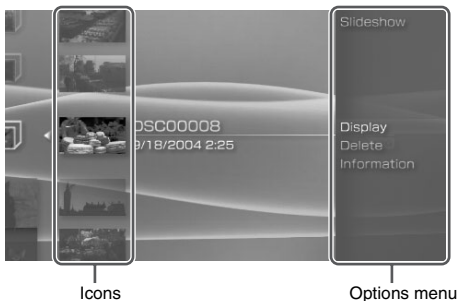 Slideshow
DSC00008
9/18/2004 2:25
Display
Delete
Information
Icons
Options menu